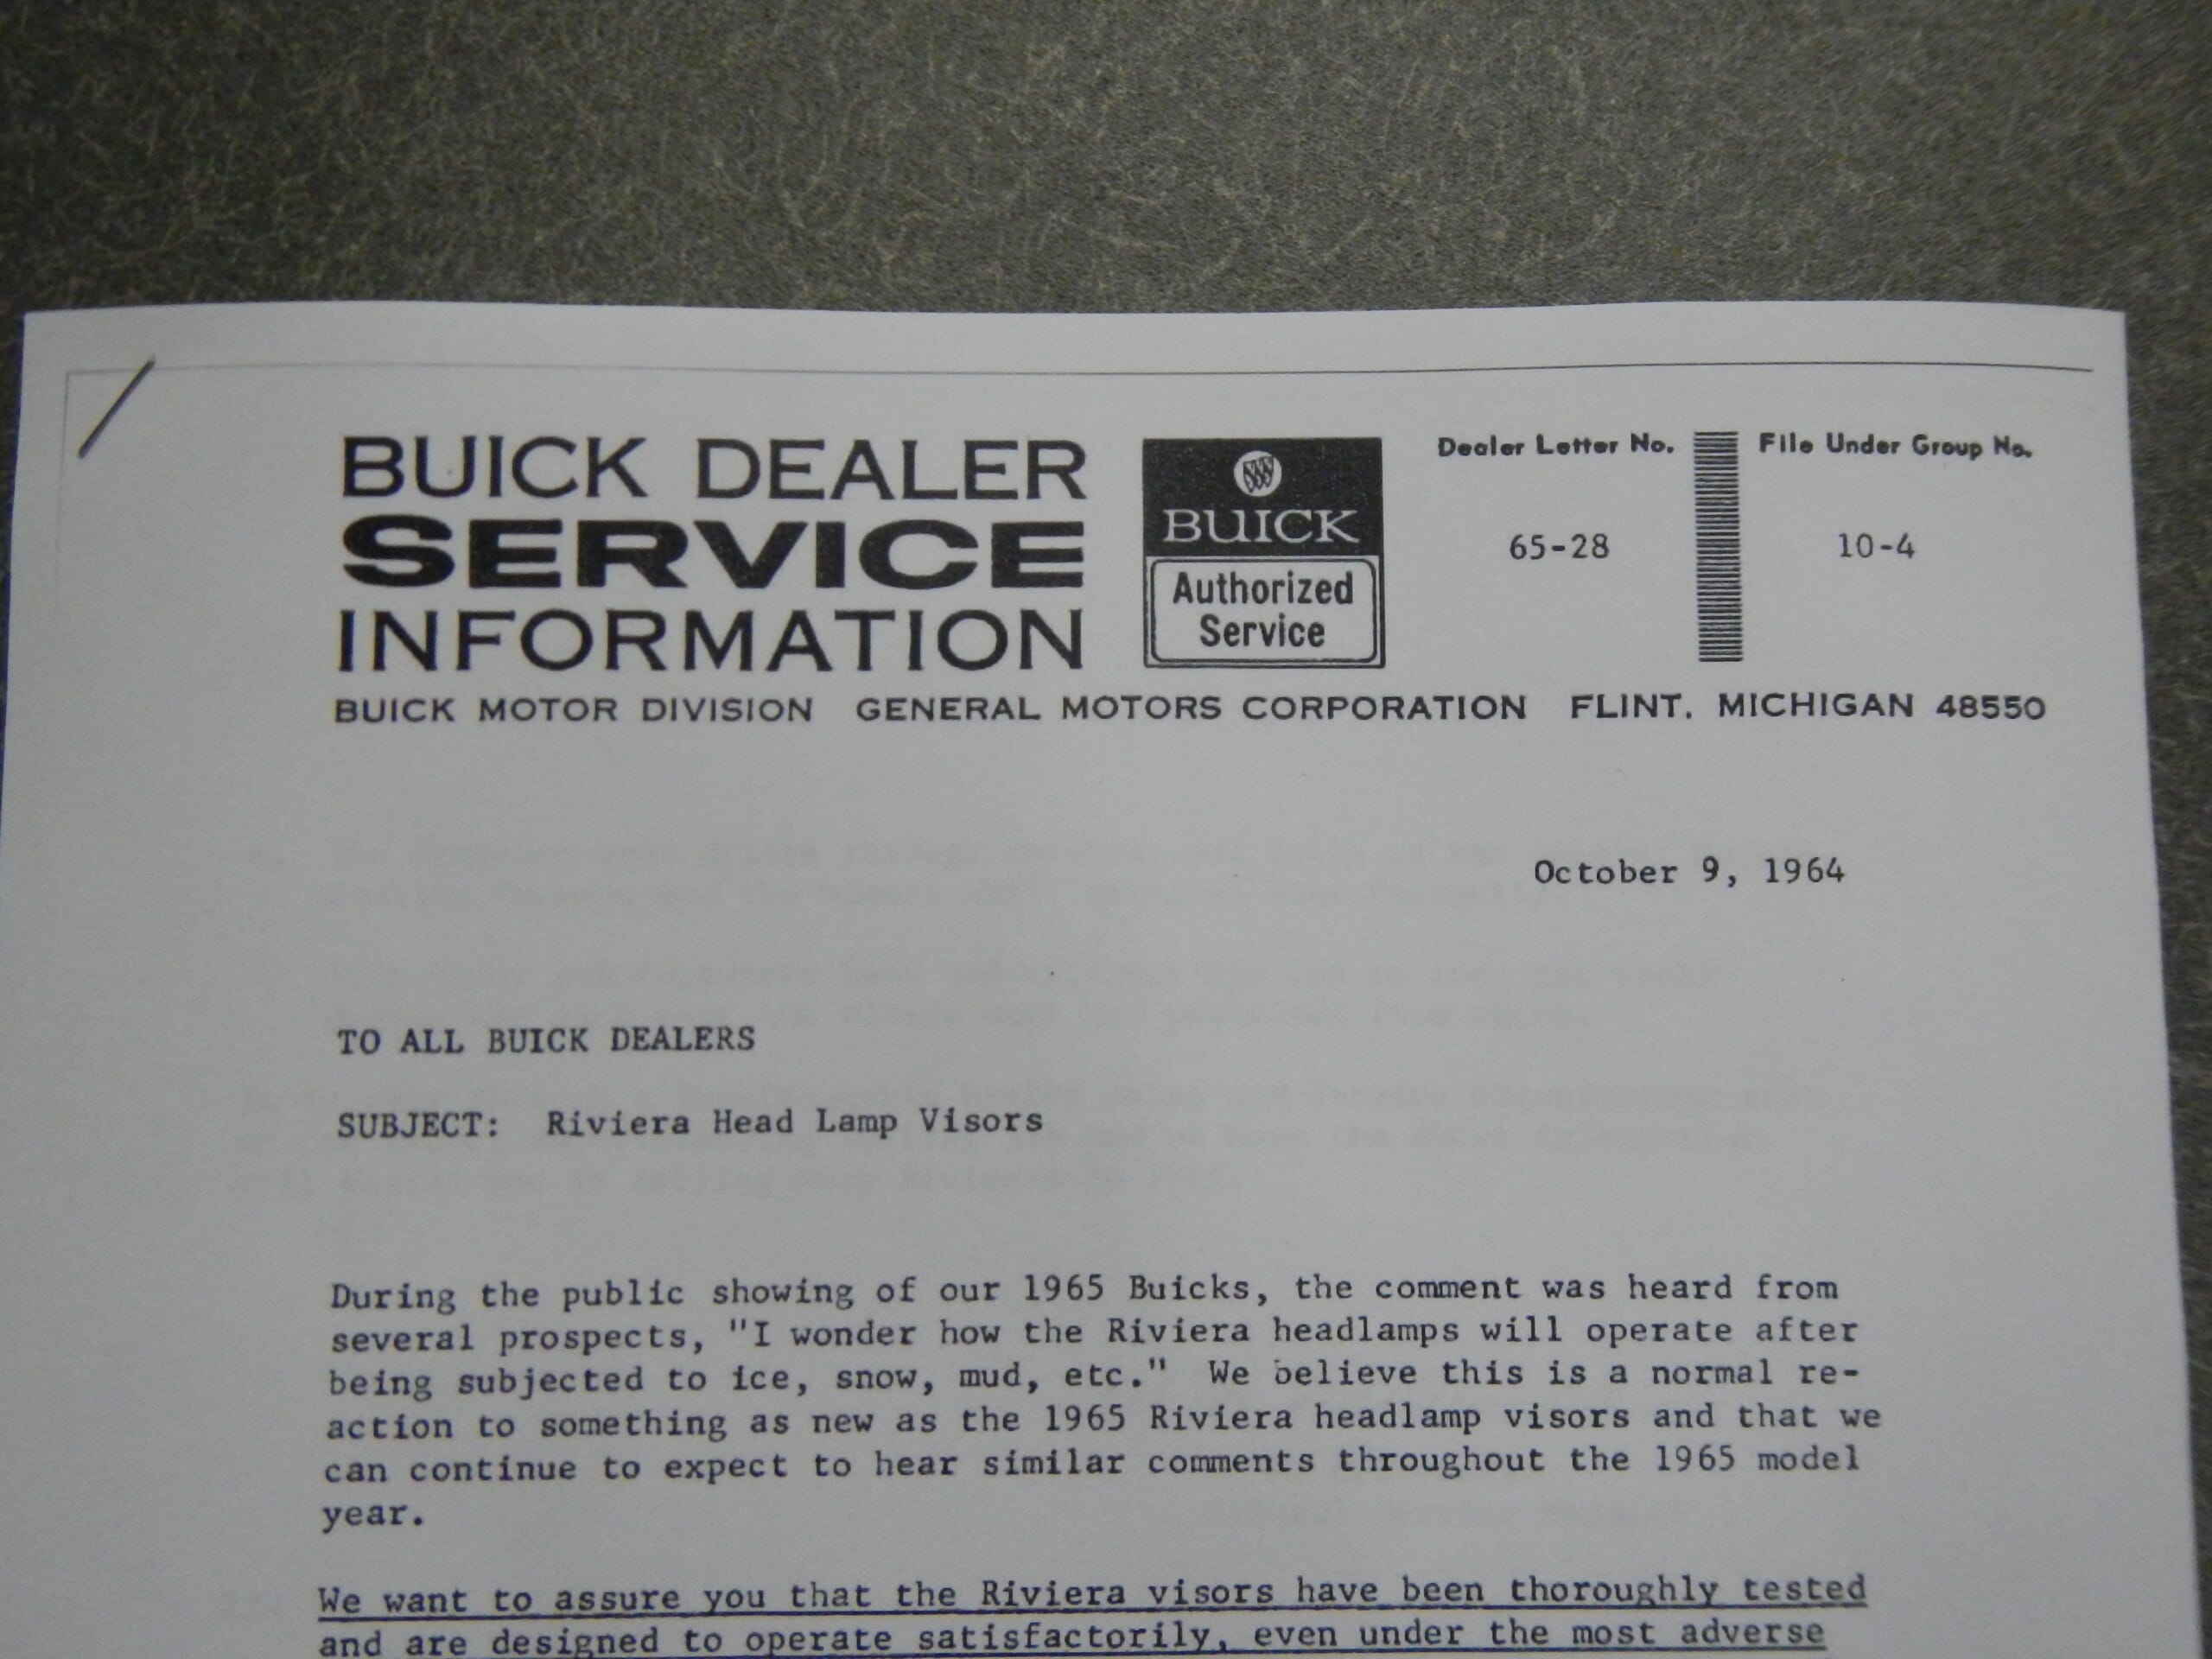 BUICK DEALER
SERVICE
INFORMATION
BUICK
Authorized
Service
Dealer Letter No.
65-28
File Under Group No.
10-4
BUICK MOTOR DIVISION GENERAL MOTORS CORPORATION FLINT, MICHIGAN 48550
October 9, 1964
TO ALL BUICK DEALERS
SUBJECT: Riviera Head Lamp Visors
During the public showing of our 1965 Buicks, the comment was heard from
several prospects, "I wonder how the Riviera headlamps will operate after
being subjected to ice, snow, mud, etc." We believe this is a normal re-
action to something as new as the 1965 Riviera headlamp visors and that we
can continue to expect to hear similar comments throughout the 1965 model
year.
We want to assure you that the Riviera visors have been thoroughly tested
and are designed to operate satisfactorily, even under the most adverse